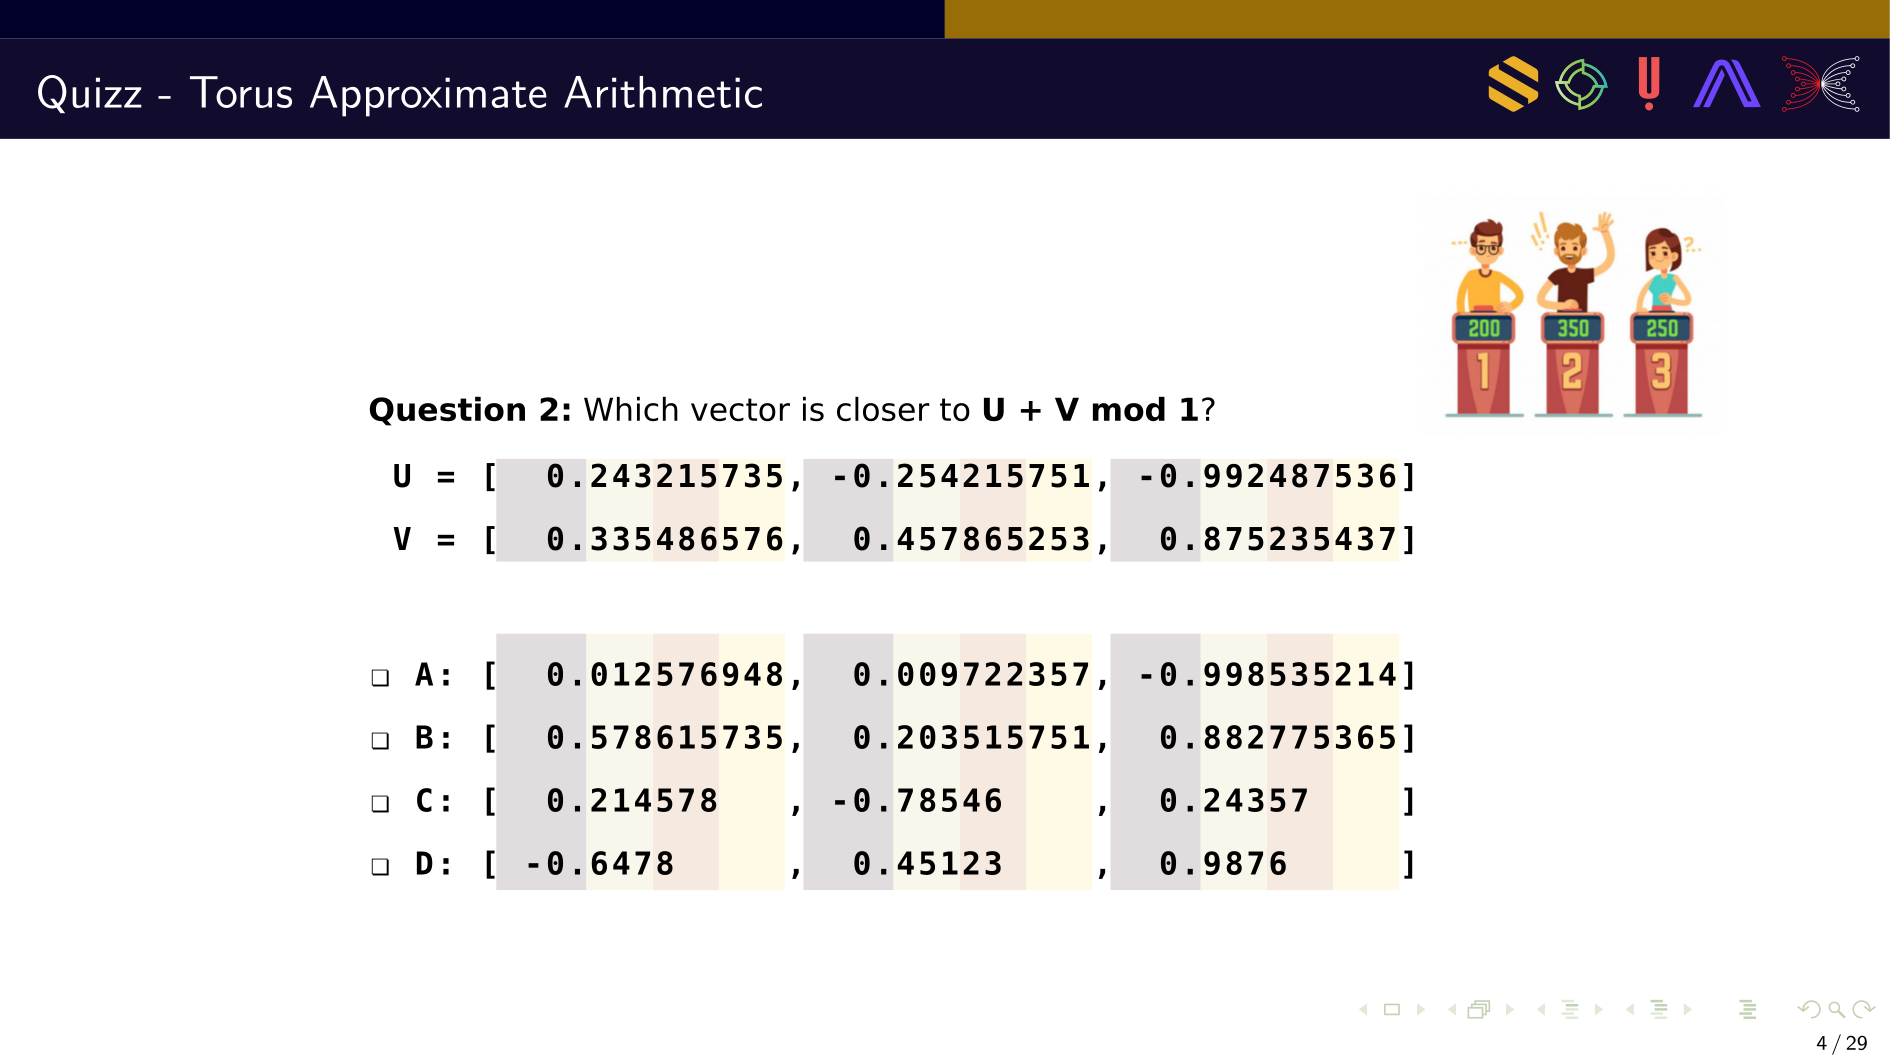 Quizz - Torus Approximate Arithmetic
200 350 250
1 2 3
Question 2: Which vector is closer to U + V mod 1?
U = [ 0.243215735, -0.254215751, -0.992487536]
V = [ 0.335486576, 0.457865253, 0.875235437]
❏ A: [ 0.012576948, 0.009722357, -0.998535214]
❏ B: [ 0.578615735, 0.203515751, 0.882775365]
❏ C: [ 0.214578 , -0.78546 , 0.24357 ]
❏ D: [ -0.6478 , 0.45123 , 0.9876 ]
4 / 29